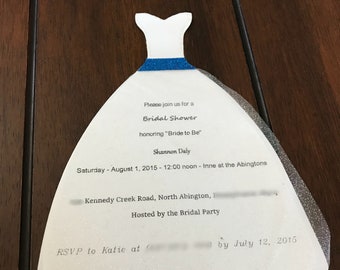 Please join us for a
Bridal Shower
honoring "Bride to Be"
Shannon Daly
Saturday - August 1, 2015 - 12:00 noon - Inne at the Abingtons
Kennedy Creek Road, North Abington,
Hosted by the Bridal Party
RSVP to Katie at by July 12, 2015